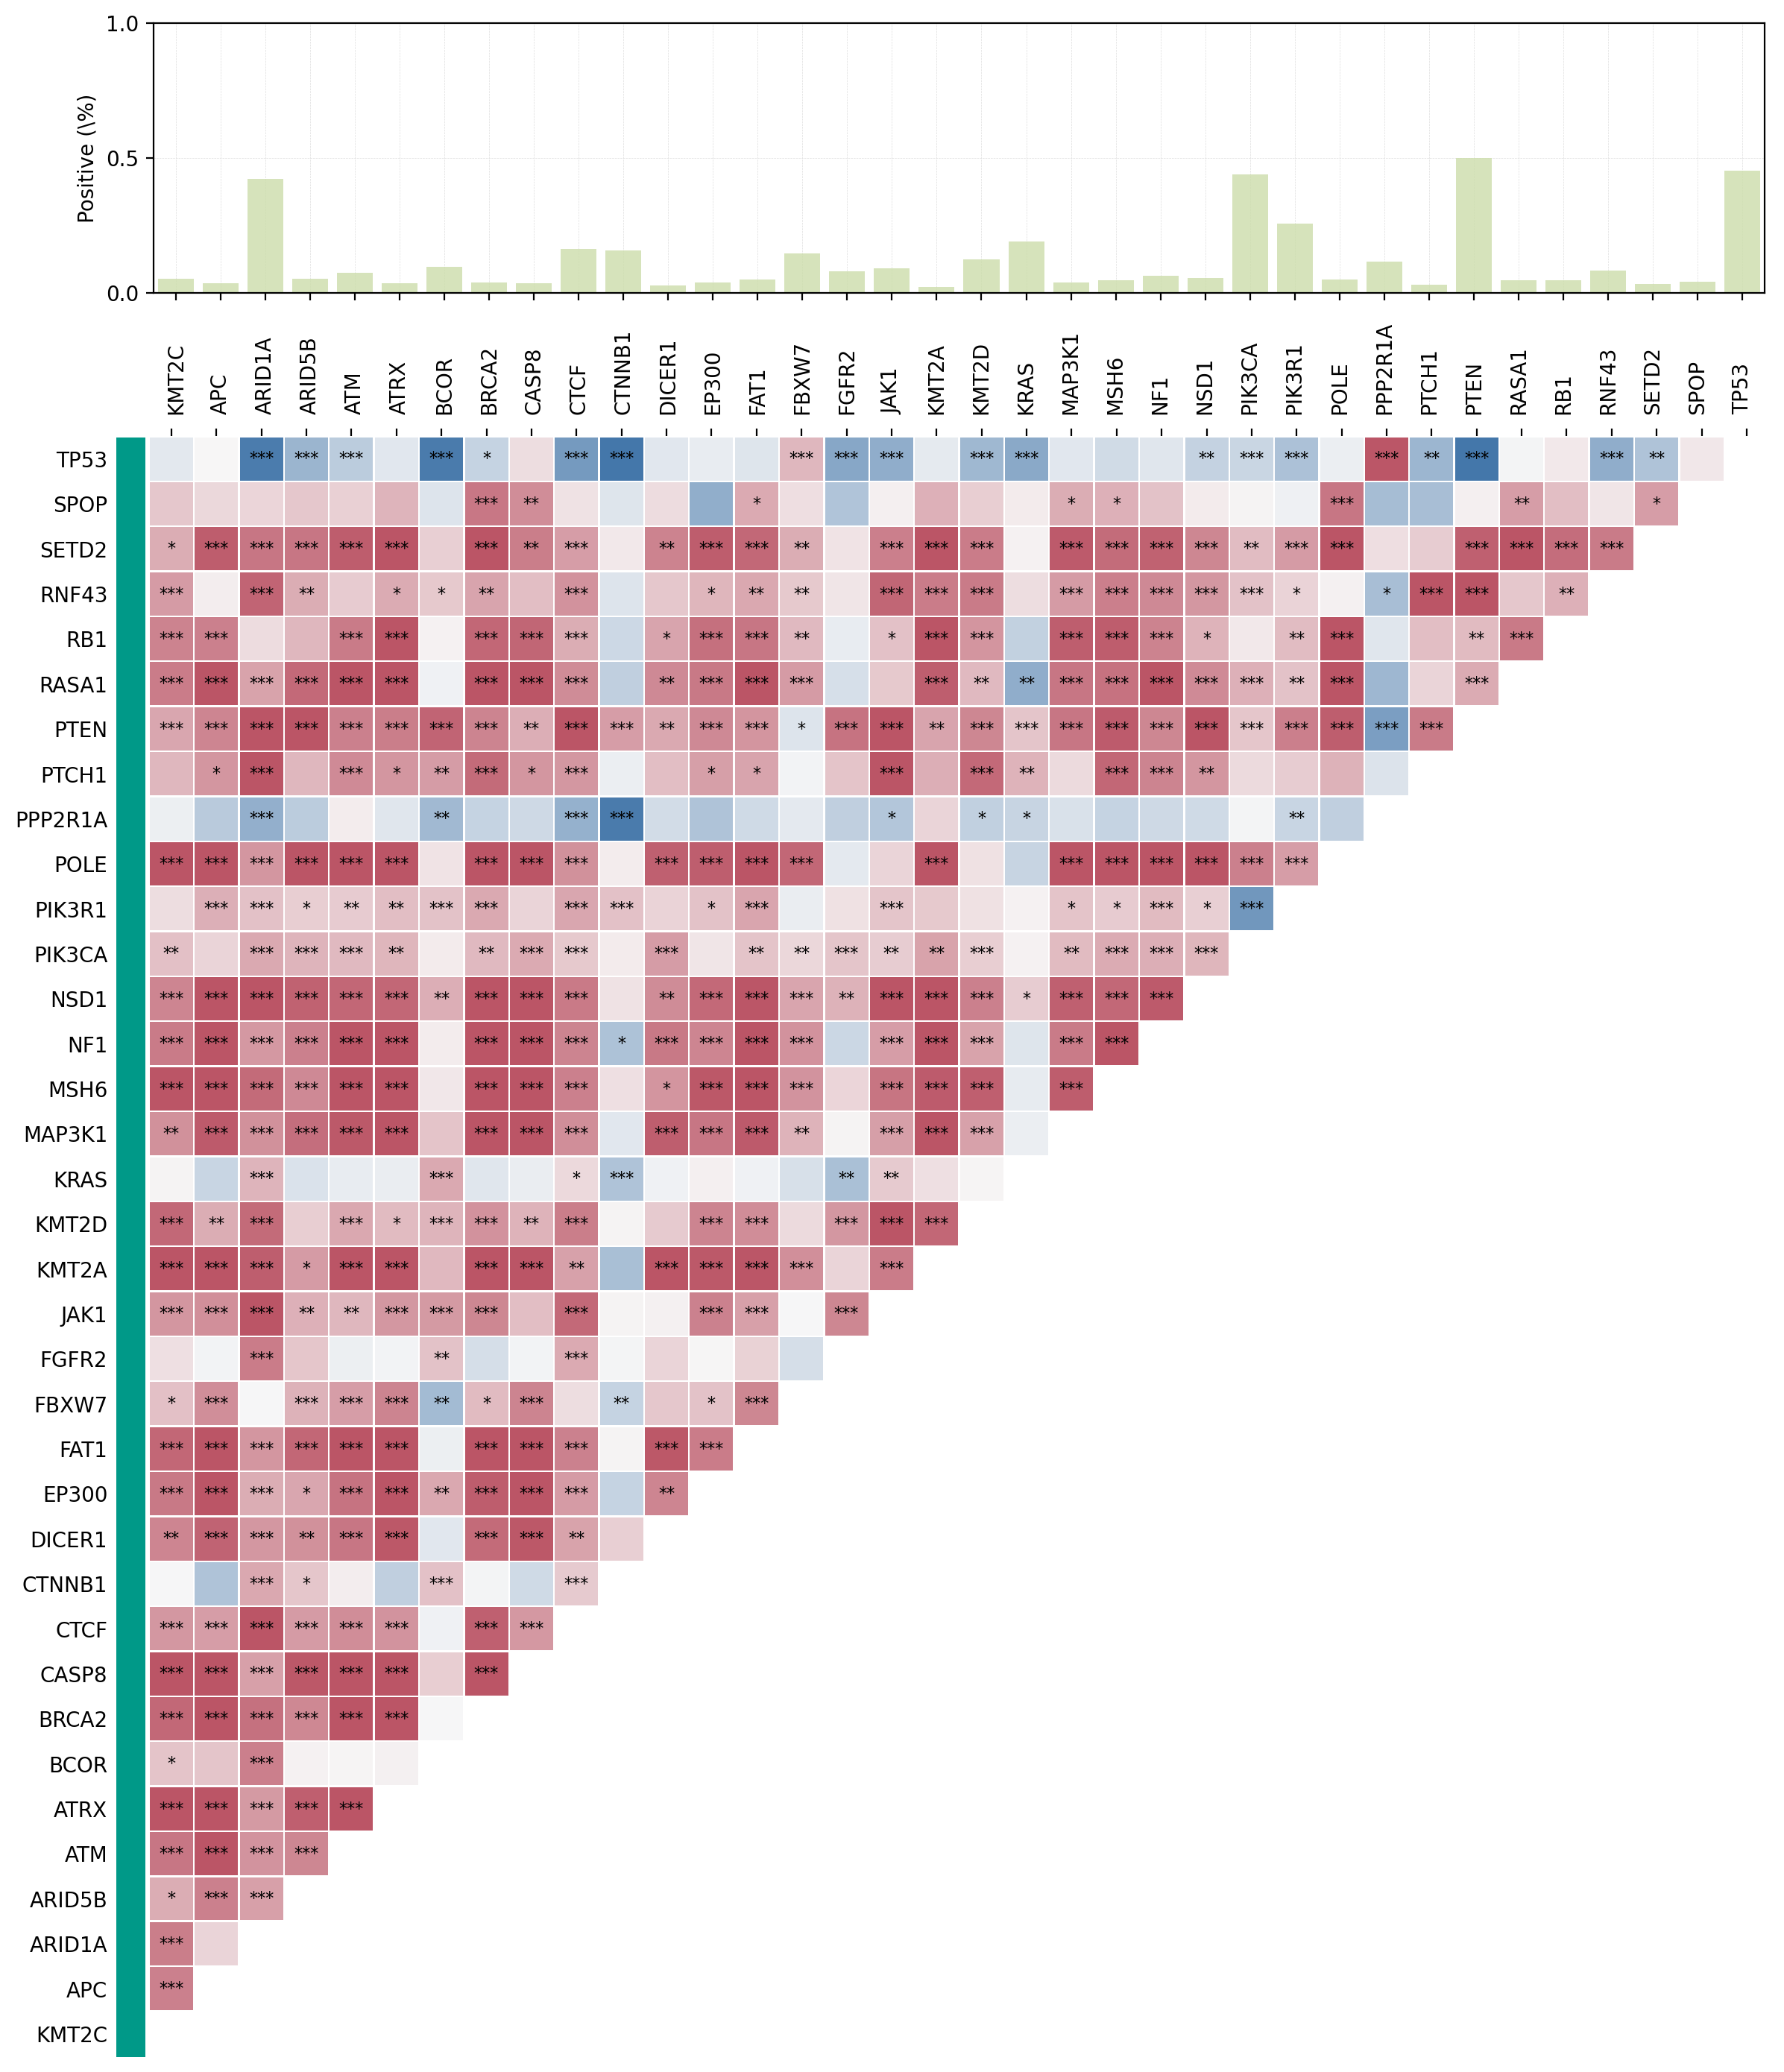 1.0
0.5
0.0
Positive (\%)
KMT2C APC ARID1A ARID5B ATM ATRX BCOR BRCA2 CASP8 CTCF CTNNB1 DICER1 EP300 FAT1 FBXW7 FGFR2 JAK1 KMT2A KMT2D KRAS MAP3K1 MSH6 NF1 NSD1 PIK3CA PIK3R1 POLE PPP2R1A PTCH1 PTEN RASA1 RB1 RNF43 SETD2 SPOP TP53
TP53 *** *** *** *** * *** *** *** *** *** *** *** ** *** *** *** ** *** *** **
SPOP *** ** * * * *** ** *
SETD2 * *** *** *** *** *** *** ** *** ** *** *** ** *** *** *** *** *** *** *** ** *** *** *** *** *** ***
RNF43 *** *** ** * * ** *** * ** ** *** *** *** *** *** *** *** *** * * *** *** **
RB1 *** *** *** *** *** *** *** * *** *** ** * *** *** *** *** *** * ** *** ** ***
RASA1 *** *** *** *** *** *** *** *** *** ** *** *** *** *** ** ** *** *** *** *** *** ** *** ***
PTEN *** *** *** *** *** *** *** *** ** *** *** ** *** *** * *** *** ** *** *** *** *** *** *** *** *** *** *** ***
PTCH1 * *** *** * ** *** * *** * * *** *** ** *** *** **
PPP2R1A *** ** *** *** * * * **
POLE *** *** *** *** *** *** *** *** *** *** *** *** *** *** *** *** *** *** *** ***
PIK3R1 *** *** * ** ** *** *** *** *** * *** *** * * *** * ***
PIK3CA ** *** *** *** ** ** *** *** *** ** ** *** ** ** *** ** *** *** ***
NSD1 *** *** *** *** *** *** ** *** *** *** ** *** *** *** ** *** *** *** * *** *** ***
NF1 *** *** *** *** *** *** *** *** *** * *** *** *** *** *** *** *** *** ***
MSH6 *** *** *** *** *** *** *** *** *** * *** *** *** *** *** *** ***
MAP3K1 ** *** *** *** *** *** *** *** *** *** *** *** ** *** *** ***
KRAS *** *** * *** ** **
KMT2D *** ** *** *** * *** *** ** *** *** *** *** *** ***
KMT2A *** *** *** * *** *** *** *** ** *** *** *** *** ***
JAK1 *** *** *** ** ** *** *** *** *** *** *** ***
FGFR2 *** ** ***
FBXW7 * *** *** *** *** ** * *** ** * ***
FAT1 *** *** *** *** *** *** *** *** *** *** ***
EP300 *** *** *** * *** *** ** *** *** *** **
DICER1 ** *** *** ** *** *** *** *** **
CTNNB1 *** * *** ***
CTCF *** *** *** *** *** *** *** ***
CASP8 *** *** *** *** *** *** ***
BRCA2 *** *** *** *** *** ***
BCOR * ***
ATRX *** *** *** *** ***
ATM *** *** *** ***
ARID5B * *** ***
ARID1A ***
APC ***
KMT2C